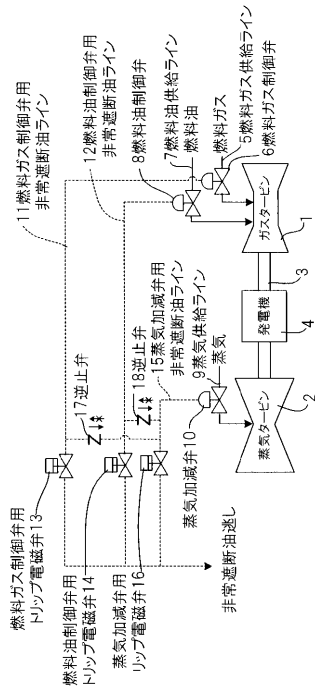 11燃料ガス制御弁用
非常遮断油ライン
12燃料油制御弁用
非常遮断油ライン
8燃料油制御弁
7燃料油供給ライン
燃料油
燃料ガス
5燃料ガス供給ライン
6燃料ガス制御弁
17逆止弁
18逆止弁
15蒸気加減弁用
非常遮断油ライン
9蒸気供給ライン
蒸気
蒸気加減弁10
燃料ガス制御弁用
トリップ電磁弁13
燃料油制御弁用
トリップ電磁弁14
蒸気加減弁用
リップ電磁弁16
非常遮断油逃し
ガスタービン
1
3
発電機
4
蒸気タービン
2